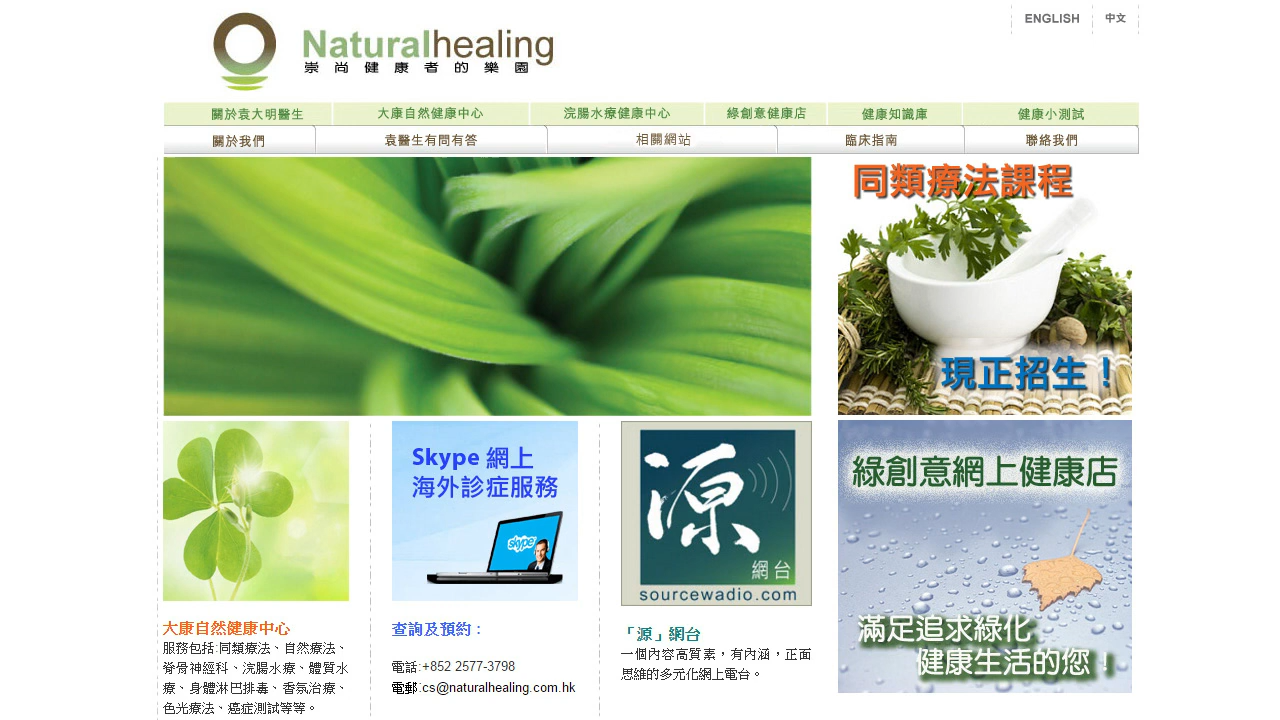 ENGLISH
中文
Naturalhealing
崇尚健康者的樂園
關於袁大明醫生
大康自然健康中心
浣腸水療健康中心
綠創意健康店
健康知識庫
健康小測試
關於我們
袁醫生有問有答
相關網站
臨床指南
聯絡我們
同類療法課程
現正招生！
Skype 網上
海外診症服務
skype
源
網台
sourcewadio.com
綠創意網上健康店
滿足追求綠化
健康生活的您！
大康自然健康中心
服務包括:同類療法、自然療法、
脊骨神經科、浣腸水療、體質水
療、身體淋巴排毒、香氛治療、
色光療法、癌症測試等等。
查詢及預約：
電話:+852 2577-3798
電郵:cs@naturalhealing.com.hk
「源」網台
一個內容高質素，有內涵，正面
思維的多元化網上電台。